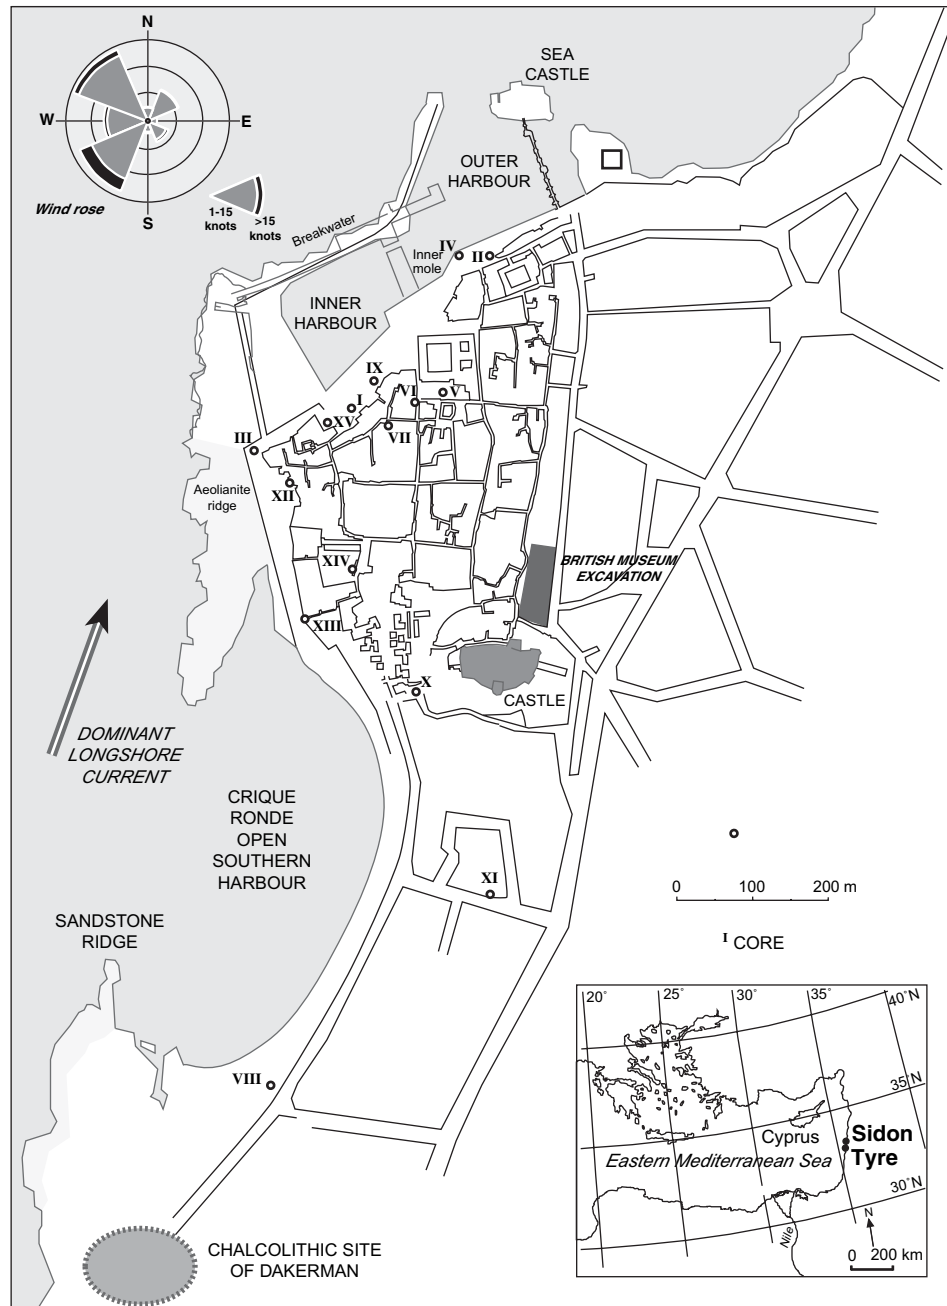 N
W
E
S
Wind rose
1-15
knots
>15
knots
SEA
CASTLE
OUTER
HARBOUR
Breakwater
IV
II
Inner
mole
INNER
HARBOUR
IX
I
VI
V
XV
VII
III
XII
Aeolianite
ridge
XIV
BRITISH MUSEUM
EXCAVATION
XIII
X
CASTLE
DOMINANT
LONGSHORE
CURRENT
CRIQUE
RONDE
OPEN
SOUTHERN
HARBOUR
XI
0 100 200 m
I CORE
SANDSTONE
RIDGE
VIII
CHALCOLITHIC SITE
OF DAKERMAN
20° 25° 30° 35° 40°N
35°N
Cyprus
Sidon
Tyre
Eastern Mediterranean Sea
30°N
Nile
N
0 200 km